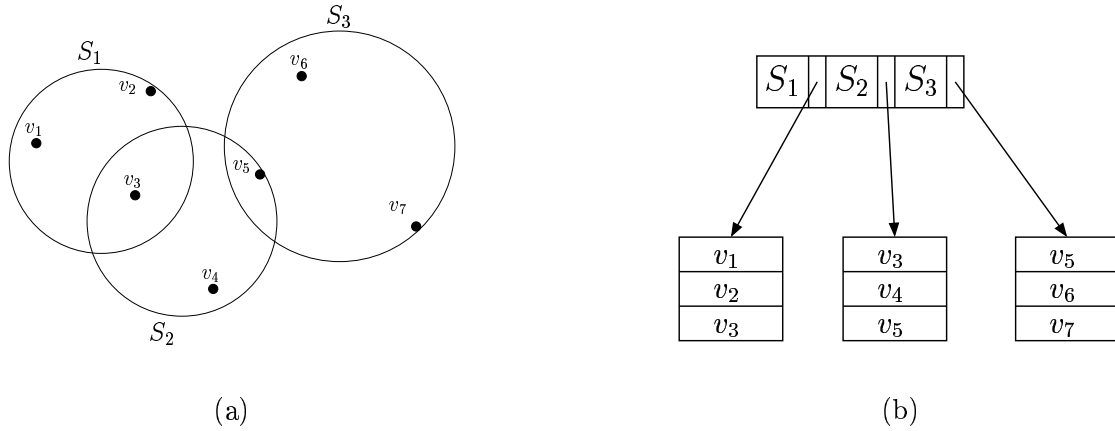 S₃
S₁
v₆
v₂
v₁
v₅
v₃
v₇
v₄
S₂
(a)
S₁ S₂ S₃
v₁ v₃ v₅
v₂ v₄ v₆
v₃ v₅ v₇
(b)